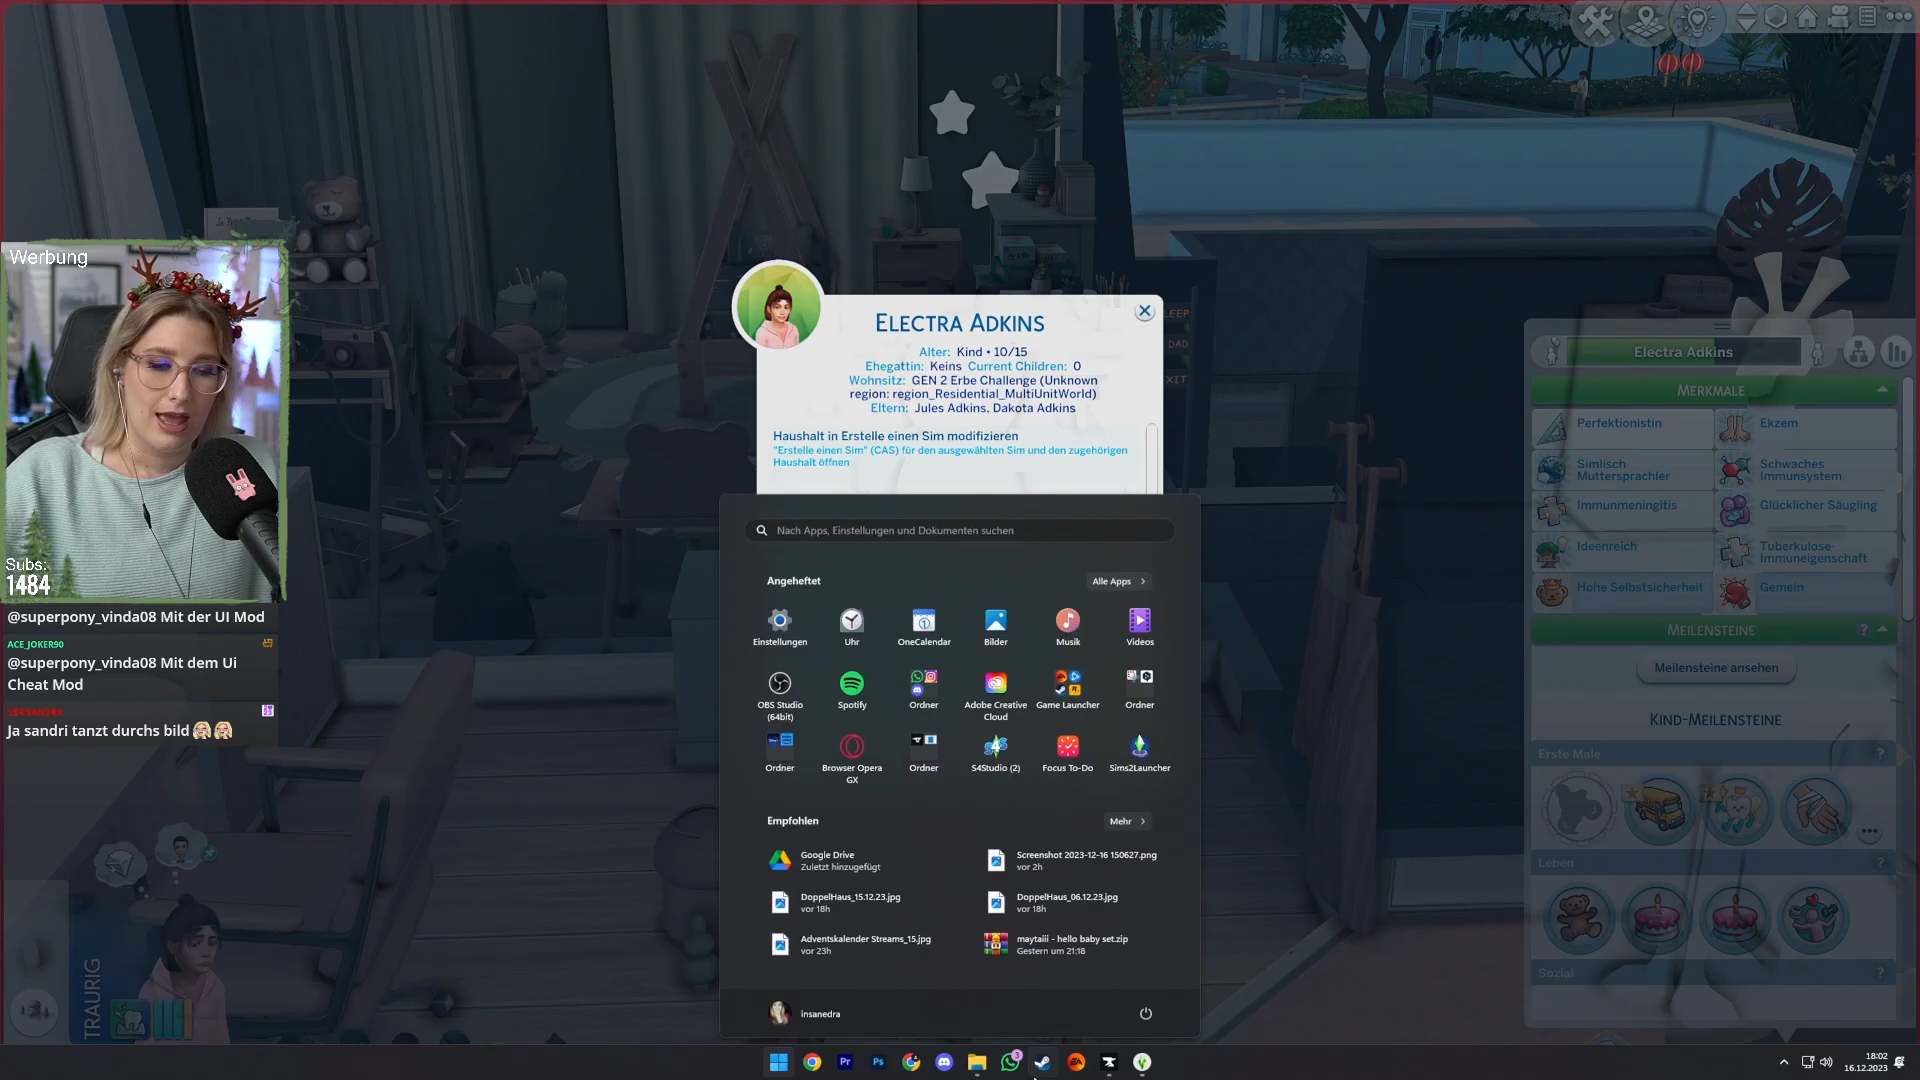 Werbung
Subs:
1484
@superpony_vinda08 Mit der UI Mod
ACE_JOKER90
@superpony_vinda08 Mit dem Ui
Cheat Mod
Ja sandri tanzt durchs bild
TRAURIG
ELECTRA ADKINS
Alter: Kind • 10/15
Ehegattin: Keins Current Children: 0
Wohnsitz: GEN 2 Erbe Challenge (Unknown
region: region_Residential_MultiUnitWorld)
Eltern: Jules Adkins, Dakota Adkins
Haushalt in Erstelle einen Sim modifizieren
"Erstelle einen Sim" (CAS) für den ausgewählten Sim und den zugehörigen
Haushalt öffnen
DAD
Nach Apps, Einstellungen und Dokumenten suchen
Angeheftet
Alle Apps
Einstellungen
Uhr
OneCalendar
Bilder
Musik
Videos
OBS Studio
(64bit)
Spotify
Ordner
Adobe Creative
Cloud
Game Launcher
Ordner
Ordner
Browser Opera
GX
Ordner
S4Studio (2)
Focus To-Do
Sims2Launcher
Empfohlen
Mehr
Google Drive
Zuletzt hinzugefügt
Screenshot 2023-12-16 150627.png
vor 2h
DoppelHaus_15.12.23.jpg
vor 18h
DoppelHaus_06.12.23.jpg
vor 18h
Adventskalender Streams_15.jpg
vor 23h
maytaiii - hello baby set.zip
Gestern um 21:18
insanedra
Electra Adkins
MERKMALE
Perfektionistin
Ekzem
Simlisch
Muttersprachler
Schwaches
Immunsystem
Immunmeningitis
Glücklicher Säugling
Ideenreich
Tuberkulose-
Immuneigenschaft
Hohe Selbstsicherheit
Gemein
MEILENSTEINE
?
Meilensteine ansehen
KIND-MEILENSTEINE
Erste Male
?
Leben
?
Sozial
?
Pr
Ps
3
18:02
16.12.2023